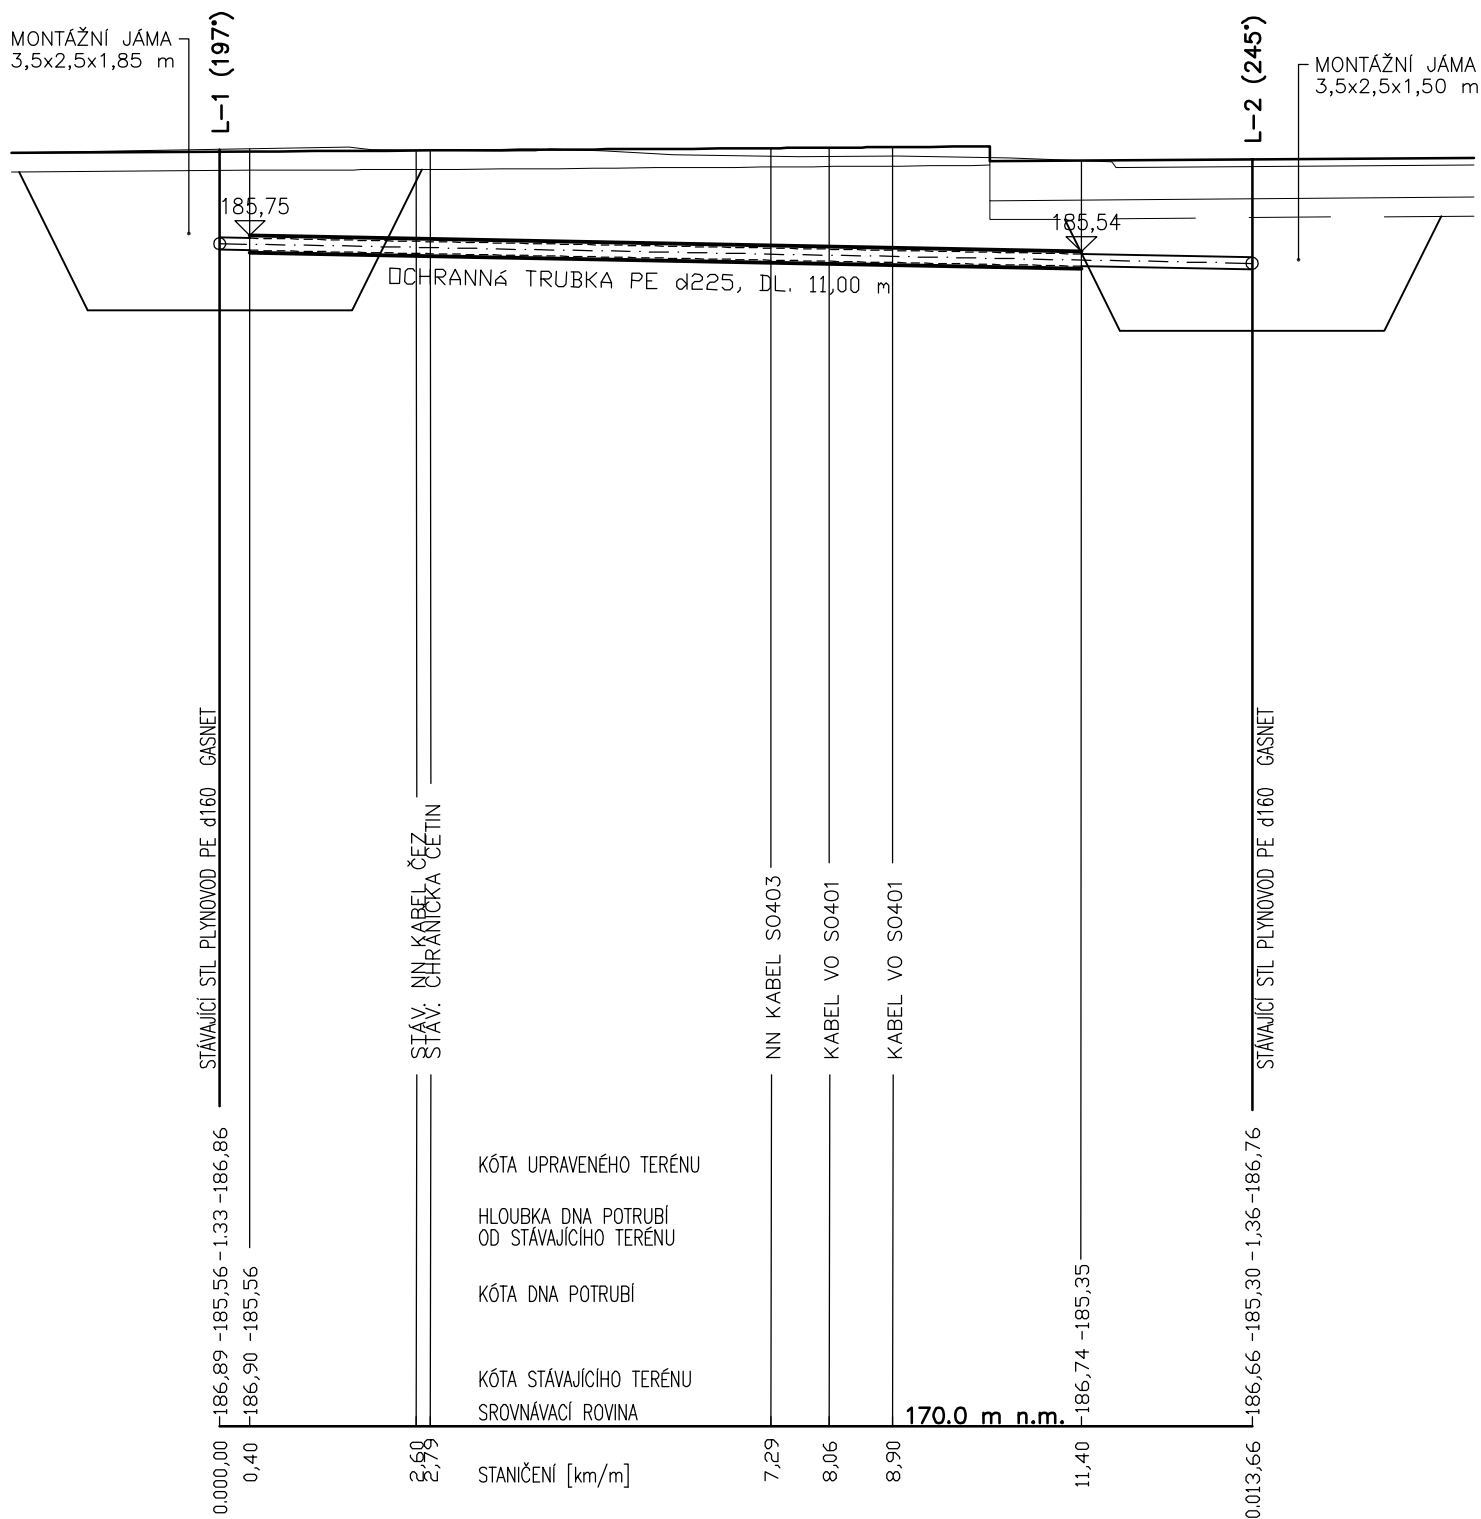 MONTÁŽNÍ JÁMA
3,5x2,5x1,85 m
L-1 (197°)
L-2 (245°)
MONTÁŽNÍ JÁMA
3,5x2,5x1,50 m
185,75
185,54
OCHRANNá TRUBKA PE d225, DL. 11,00 m
STÁVAJÍCÍ STL PLYNOVOD PE d160 GASNET
STÁV. NN KABEL ČEZ
STÁV. CHRÁNIČKA CETIN
NN KABEL SO403
KABEL VO SO401
KABEL VO SO401
STÁVAJÍCÍ STL PLYNOVOD PE d160 GASNET
KÓTA UPRAVENÉHO TERÉNU
HLOUBKA DNA POTRUBÍ
OD STÁVAJÍCÍHO TERÉNU
KÓTA DNA POTRUBÍ
KÓTA STÁVAJÍCÍHO TERÉNU
SROVNÁVACÍ ROVINA
170.0 m n.m.
-186,89 -185,56 -1.33 -186,86
-186,90 -185,56
-186,74 -185,35
-186,66 -185,30 -1,36 -186,76
STANIČENÍ [km/m]
0.000,00
0,40
2,60
2,79
7,29
8,06
8,90
11,40
0.013,66